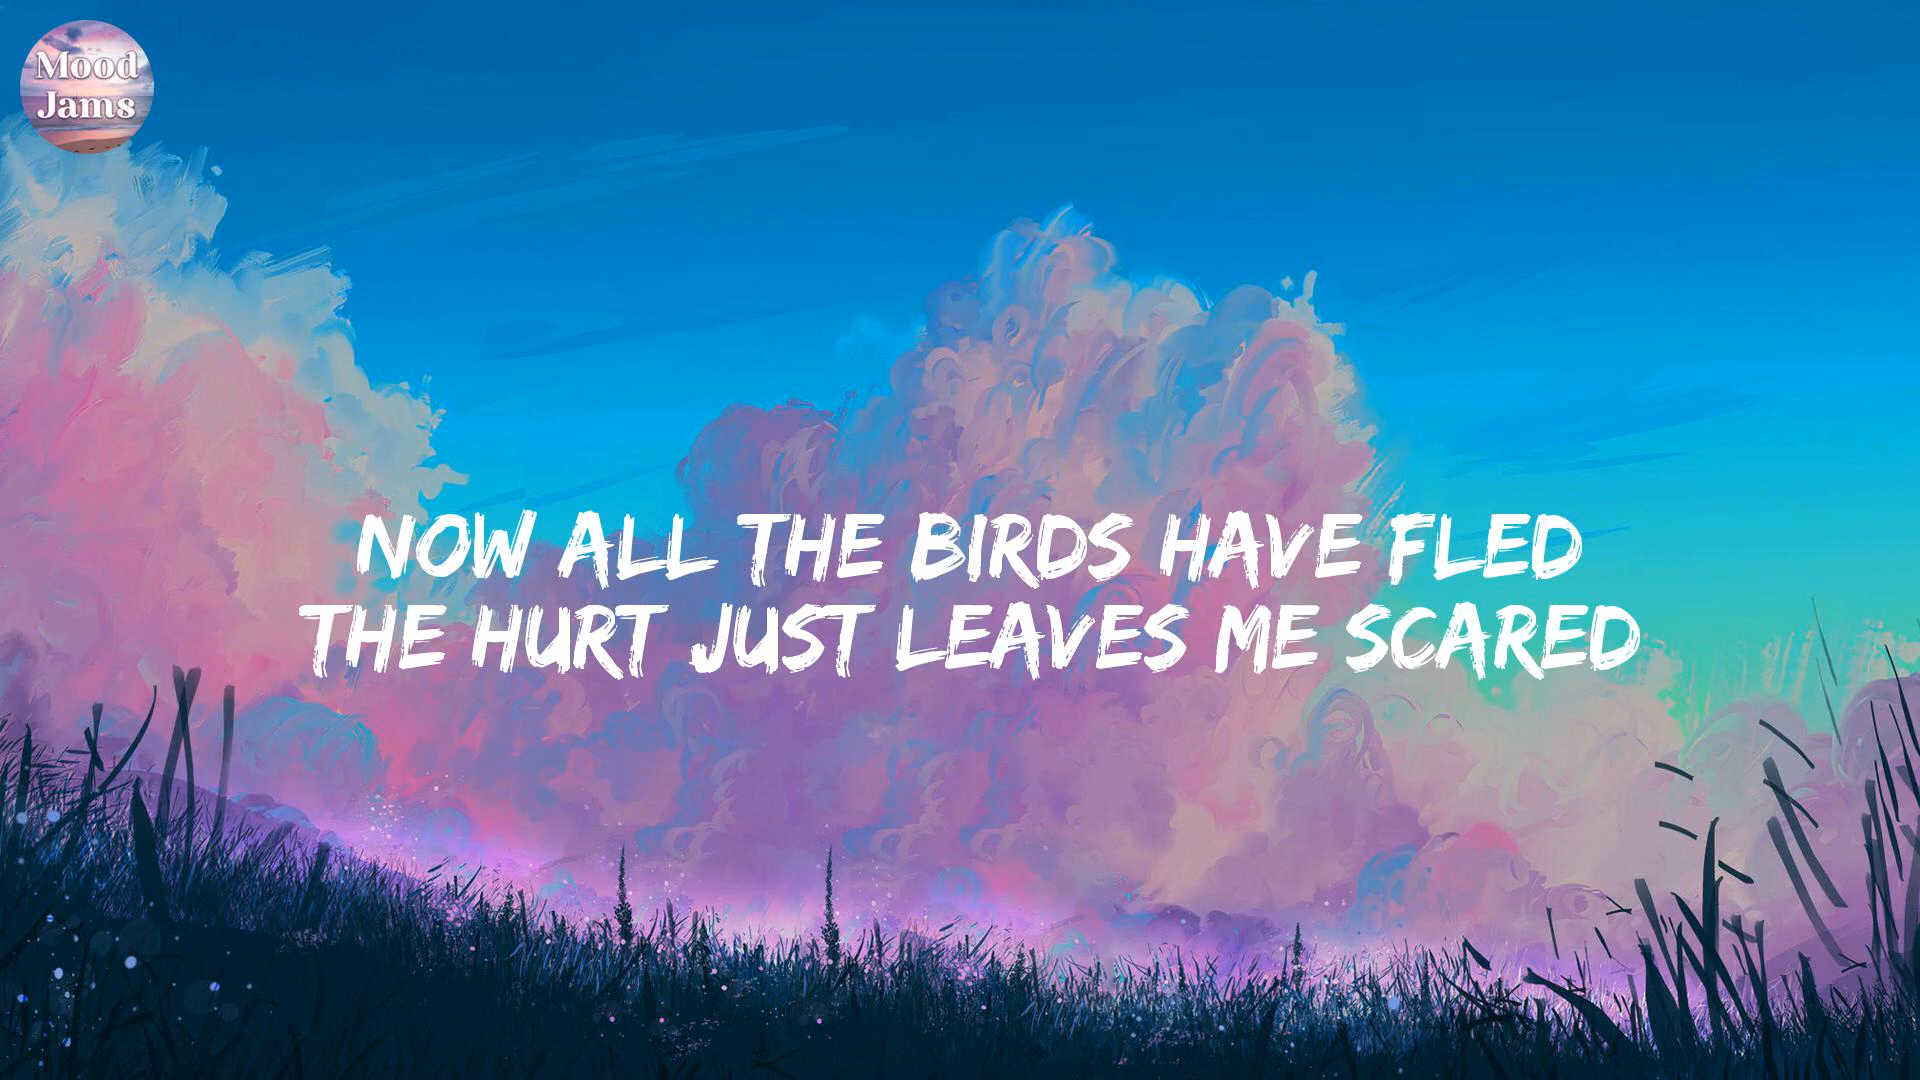 Mood
Jams
NOW ALL THE BIRDS HAVE FLED
THE HURT JUST LEAVES ME SCARED